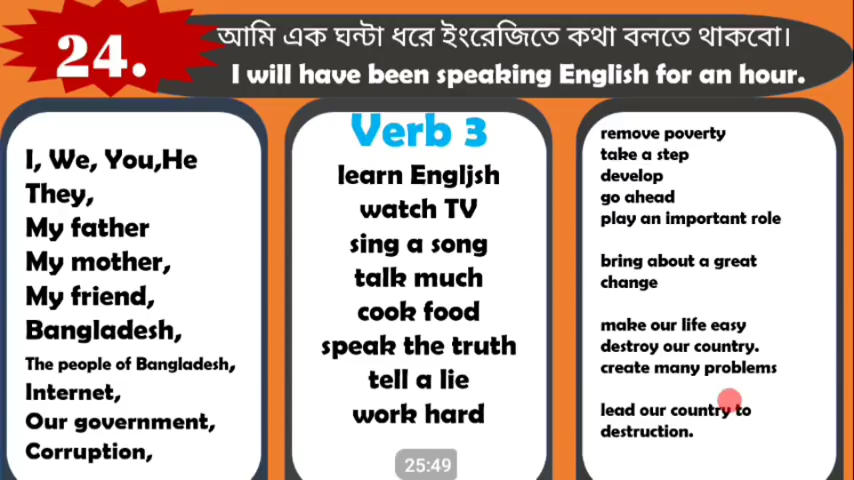 24.
আমি এক ঘন্টা ধরে ইংরেজিতে কথা বলতে থাকবো।
I will have been speaking English for an hour.
I, We, You,He
They,
My father
My mother,
My friend,
Bangladesh,
The people of Bangladesh,
Internet,
Our government,
Corruption,
Verb 3
learn Engljsh
watch TV
sing a song
talk much
cook food
speak the truth
tell a lie
work hard
25:49
remove poverty
take a step
develop
go ahead
play an important role
bring about a great
change
make our life easy
destroy our country.
create many problems
lead our country to
destruction.